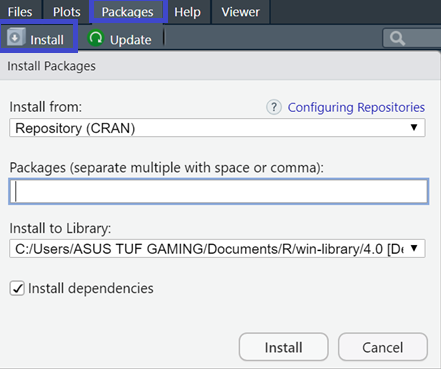 Files Plots Packages Help Viewer
Install Update
Install Packages
Install from: ? Configuring Repositories
Repository (CRAN)
Packages (separate multiple with space or comma):
Install to Library:
C:/Users/ASUS TUF GAMING/Documents/R/win-library/4.0 [De
Install dependencies
Install Cancel